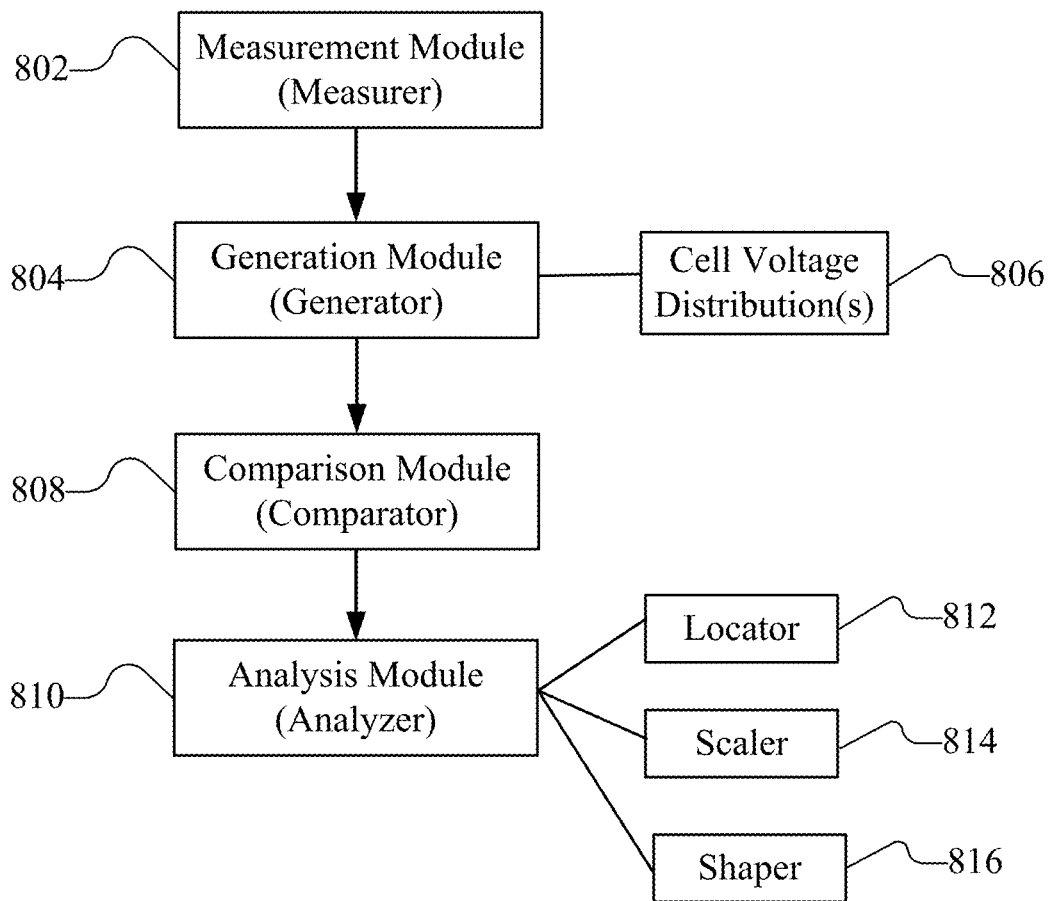 802
Measurement Module
(Measurer)
804
Generation Module
(Generator)
Cell Voltage
Distribution(s)
806
808
Comparison Module
(Comparator)
810
Analysis Module
(Analyzer)
Locator
812
Scaler
814
Shaper
816